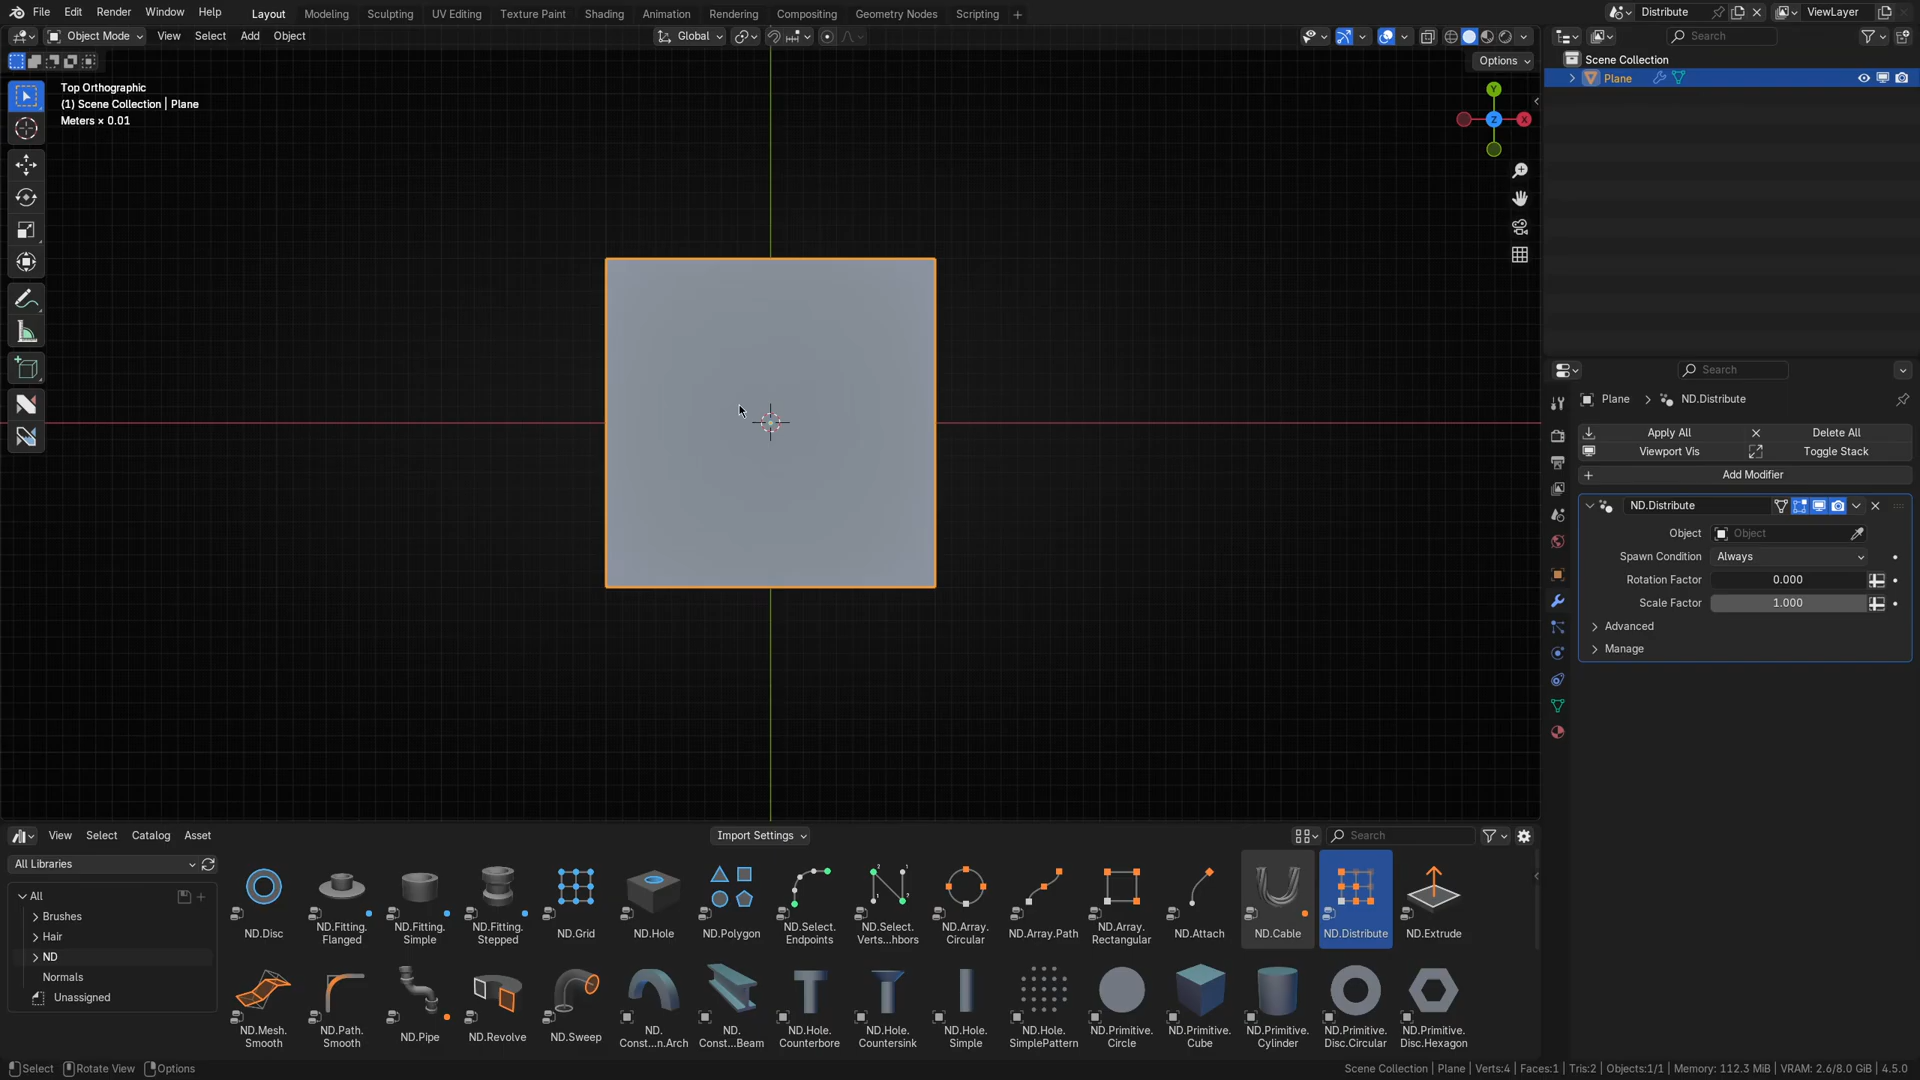 File Edit Render Window Help Layout Modeling Sculpting UV Editing Texture Paint Shading Animation Rendering Compositing Geometry Nodes Scripting Distribute ViewLayer
Object Mode View Select Add Object Global Search
Options
Top Orthographic
(1) Scene Collection | Plane
Meters × 0.01
Y
Z
X
Scene Collection
Plane
Search
Plane ND.Distribute
Apply All Delete All
Viewport Vis Toggle Stack
Add Modifier
ND.Distribute
Object Object
Spawn Condition Always
Rotation Factor 0.000
Scale Factor 1.000
Advanced
Manage
View Select Catalog Asset Import Settings Search
All Libraries
All
Brushes
Hair
ND
Normals
Unassigned
ND.Disc
ND.Fitting.
Flanged
ND.Fitting.
Simple
ND.Fitting.
Stepped
ND.Grid
ND.Hole
ND.Polygon
ND.Select.
Endpoints
ND.Select.
Verts...hbors
ND.Array.
Circular
ND.Array.Path
ND.Array.
Rectangular
ND.Attach
ND.Cable
ND.Distribute
ND.Extrude
ND.Mesh.
Smooth
ND.Path.
Smooth
ND.Pipe
ND.Revolve
ND.Sweep
ND.
Const...n.Arch
ND.
Const...Beam
ND.Hole.
Counterbore
ND.Hole.
Countersink
ND.Hole.
Simple
ND.Hole.
SimplePattern
ND.Primitive.
Circle
ND.Primitive.
Cube
ND.Primitive.
Cylinder
ND.Primitive.
Disc.Circular
ND.Primitive.
Disc.Hexagon
Select Rotate View Options Scene Collection | Plane | Verts:4 | Faces:1 | Tris:2 | Objects:1/1 | Memory: 112.3 MiB | VRAM: 2.6/8.0 GiB | 4.5.0